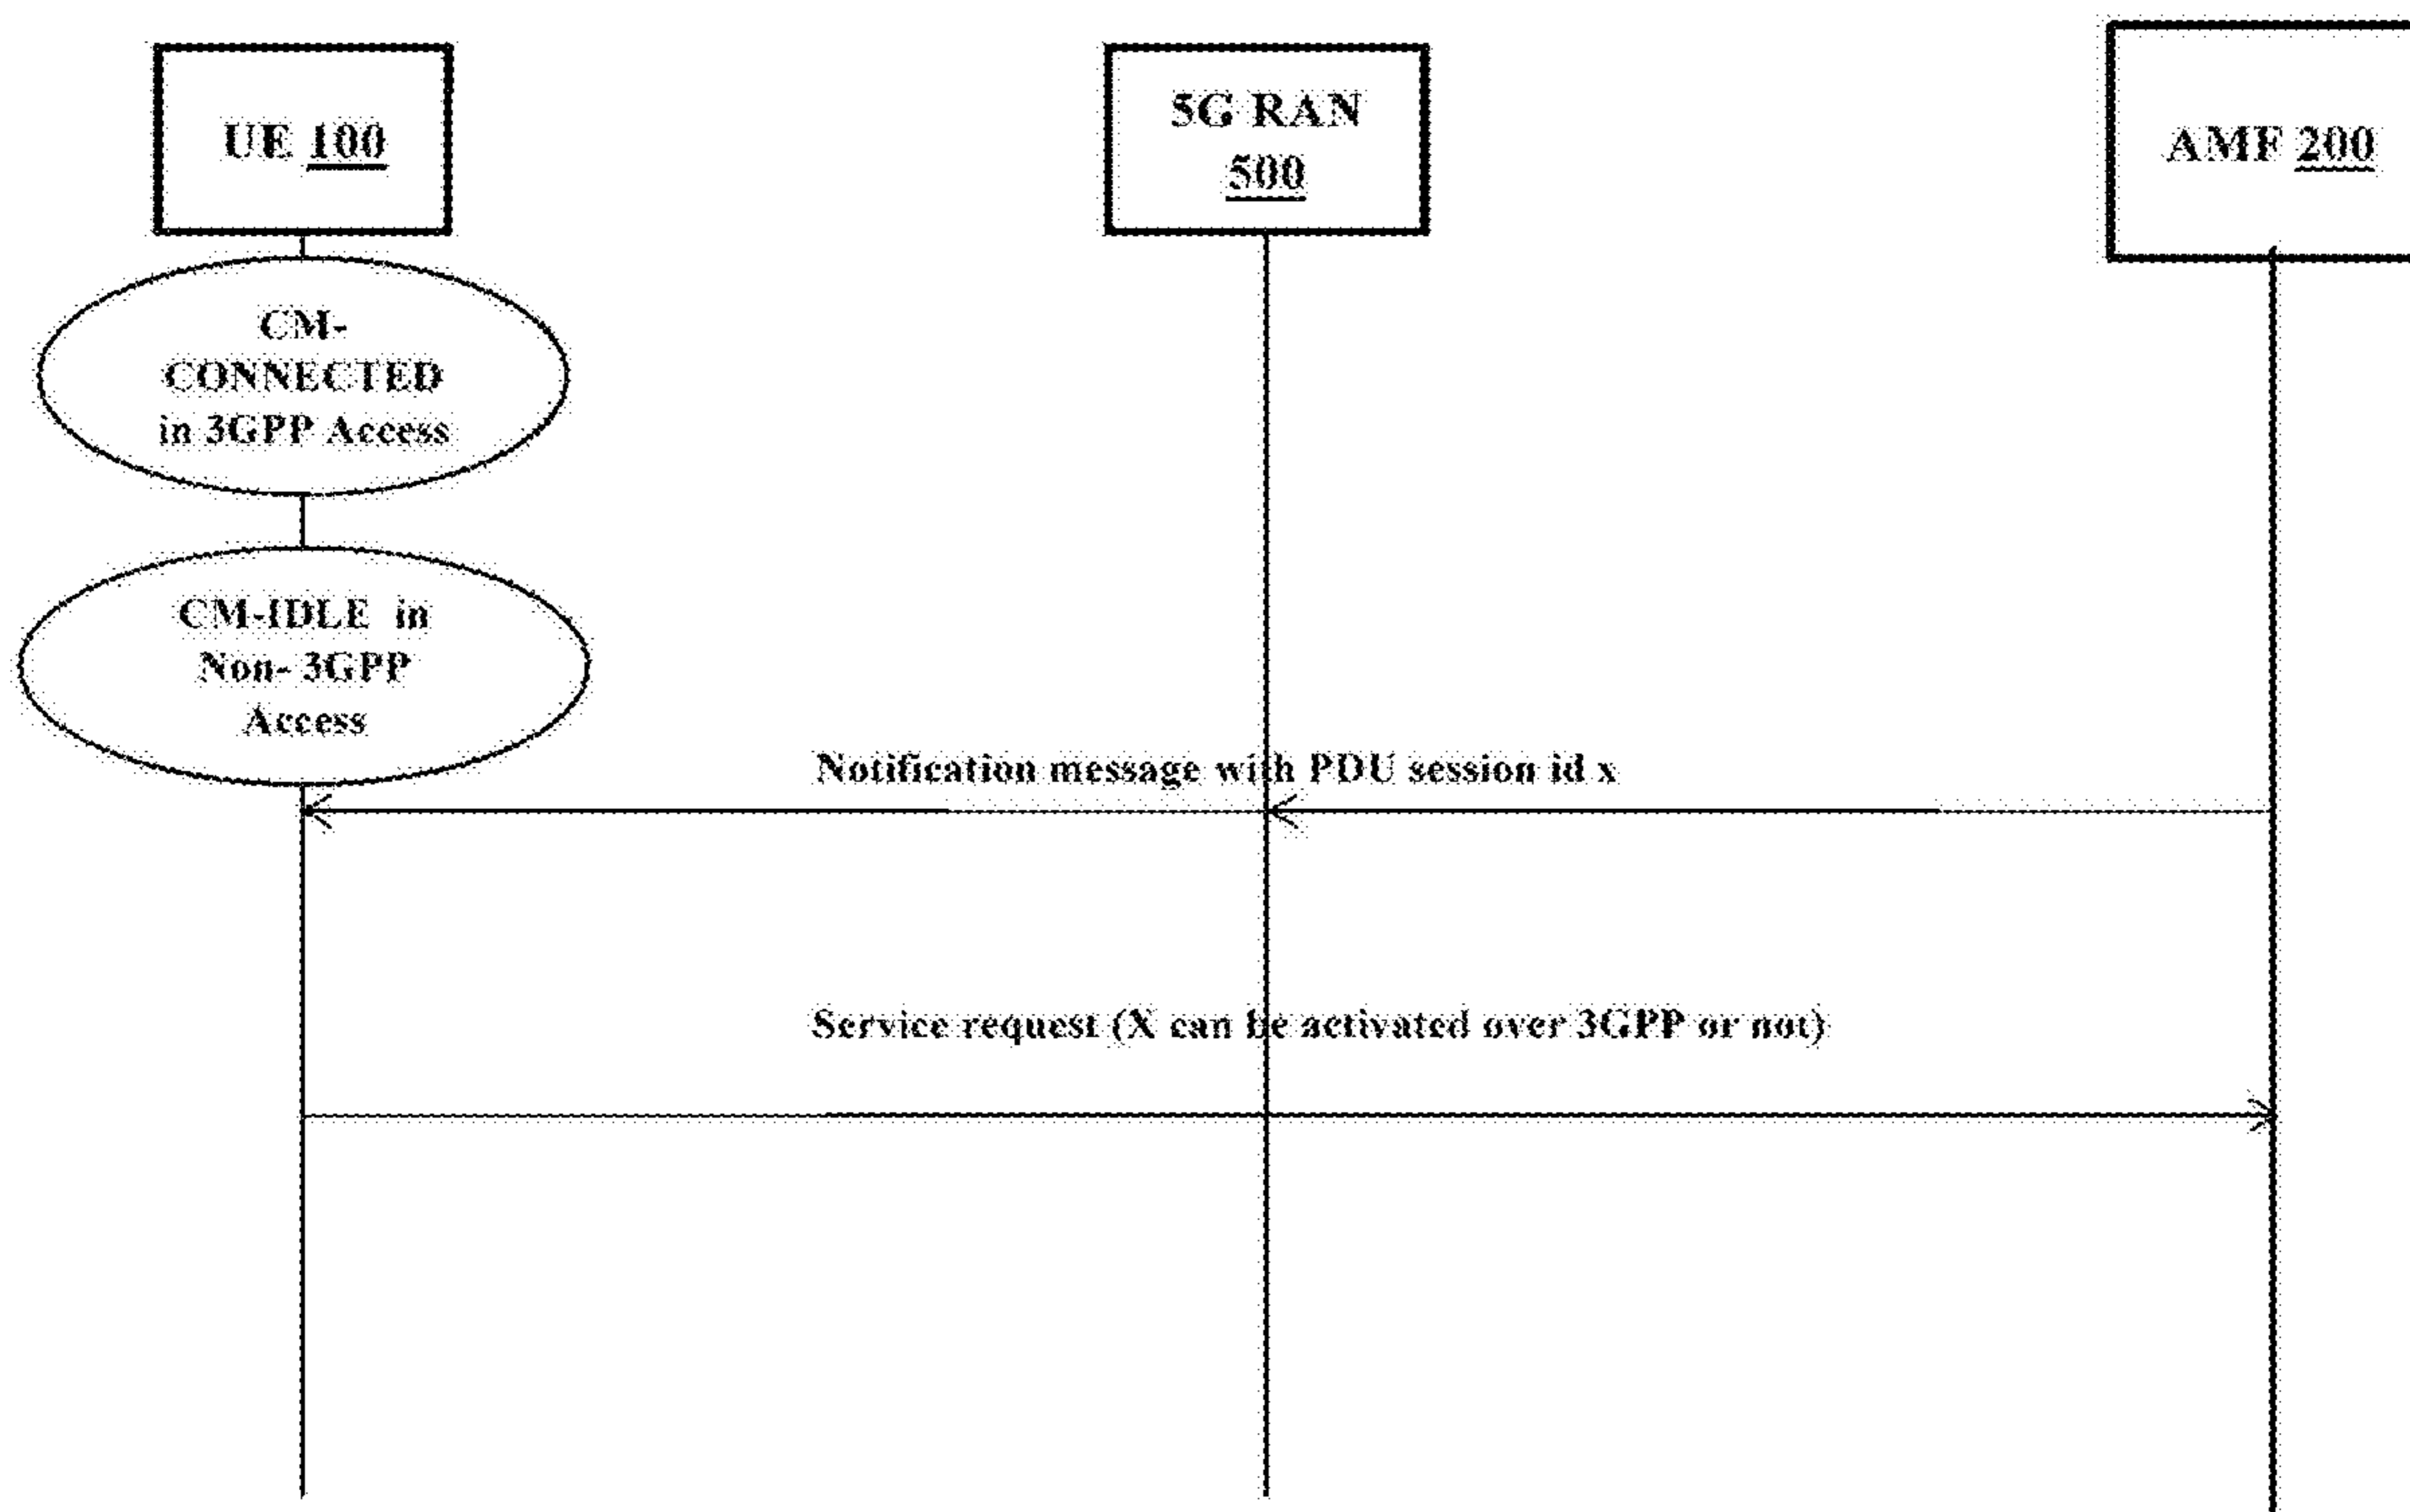 UE 100
5G RAN
500
AMF 200
CM-
CONNECTED
in 3GPP Access
CM-IDLE in
Non- 3GPP
Access
Notification message with PDU session id x
Service request (X can be activated over 3GPP or not)